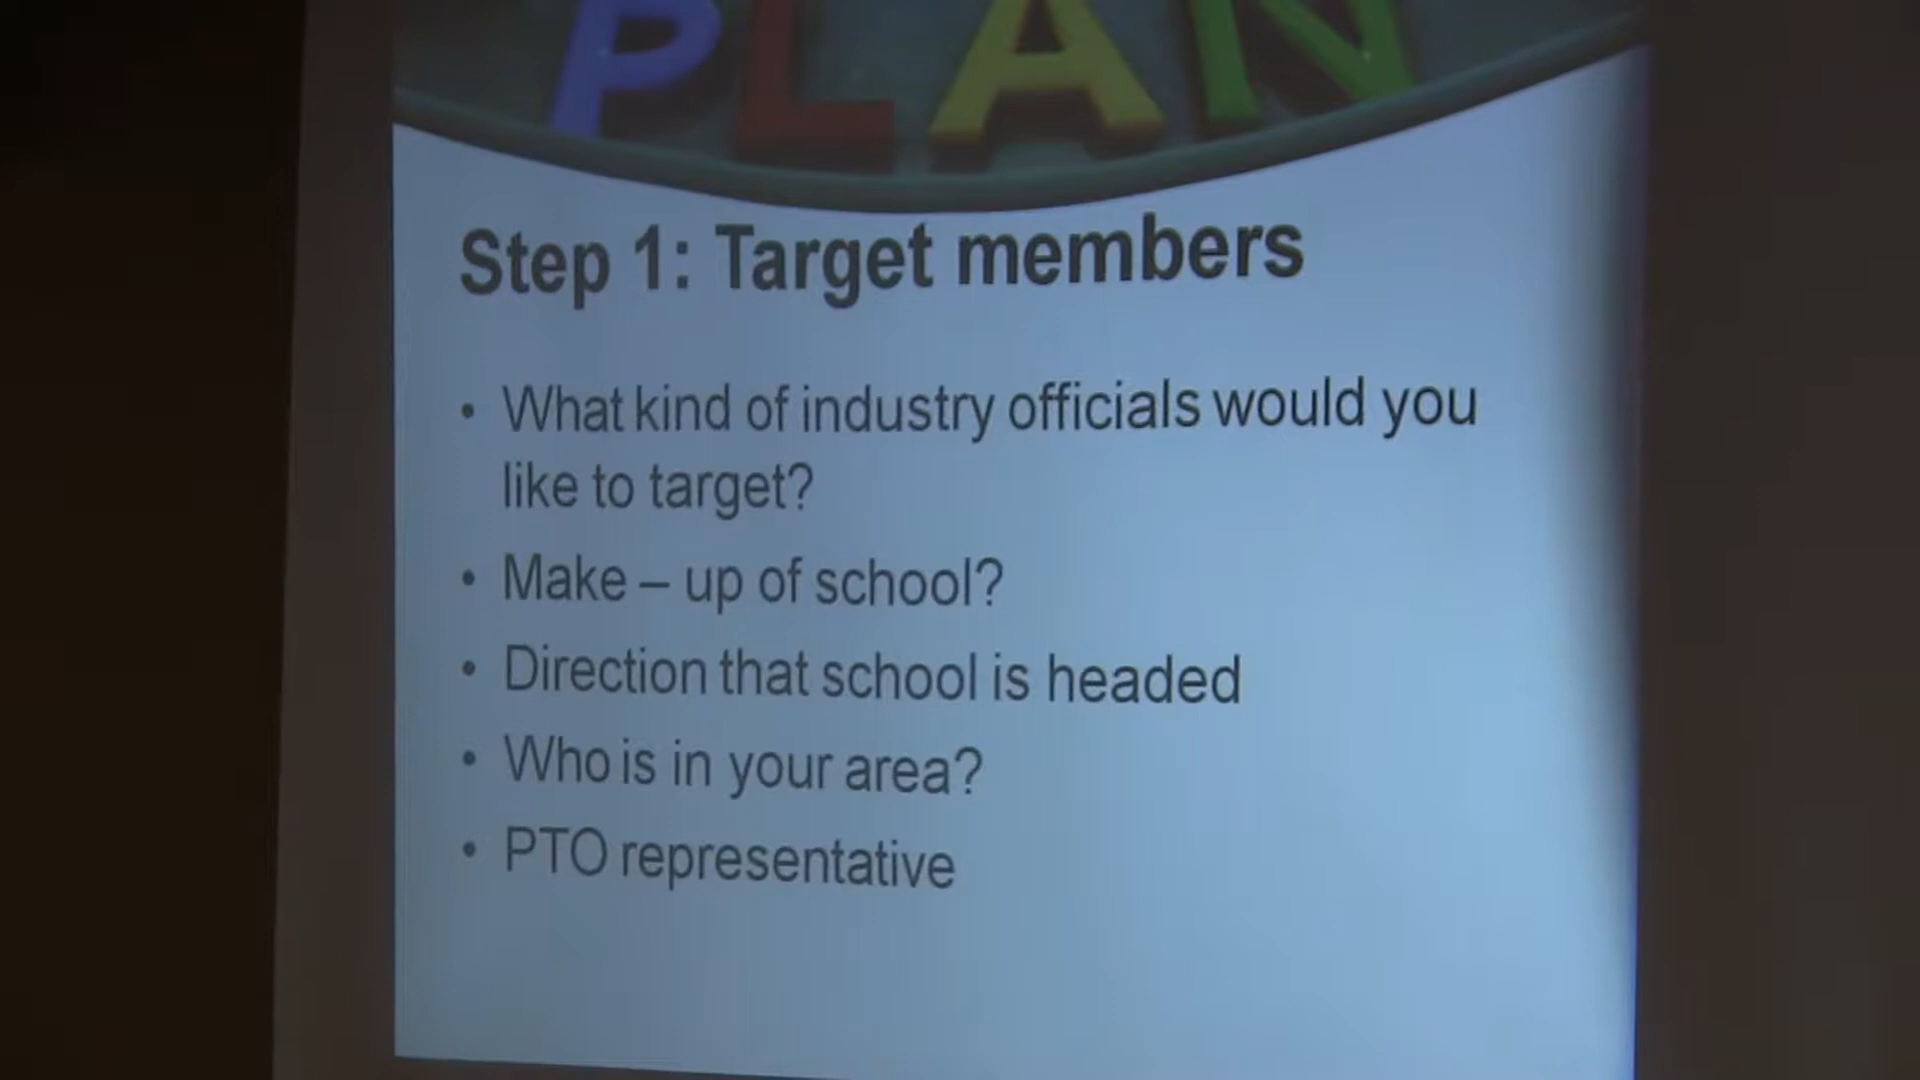 PLAN
Step 1: Target members
• What kind of industry officials would you
like to target?
• Make – up of school?
• Direction that school is headed
• Who is in your area?
• PTO representative